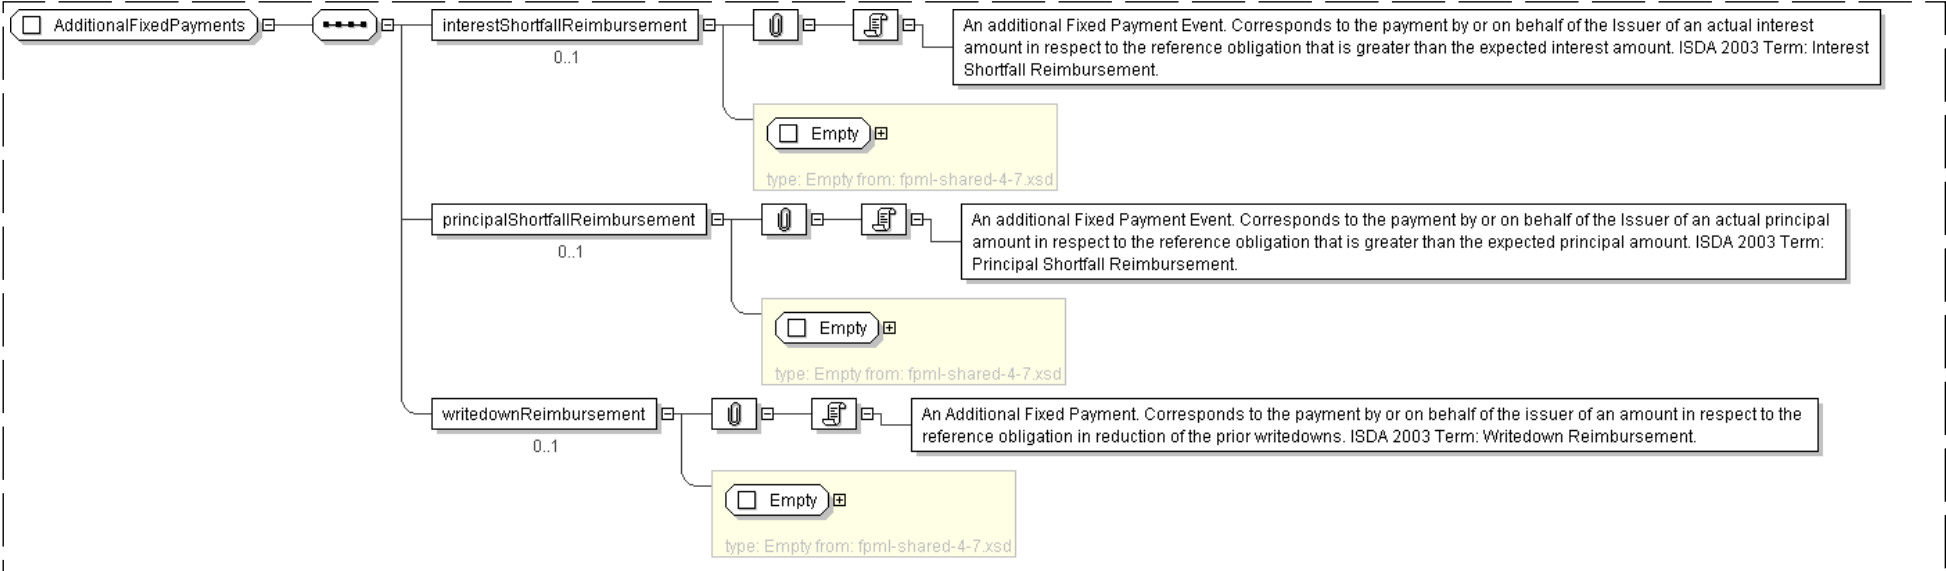 AdditionalFixedPayments
interestShortfallReimbursement
0..1
An additional Fixed Payment Event. Corresponds to the payment by or on behalf of the Issuer of an actual interest
amount in respect to the reference obligation that is greater than the expected interest amount. ISDA 2003 Term: Interest
Shortfall Reimbursement.
Empty
type: Empty from: fpml-shared-4-7.xsd
principalShortfallReimbursement
0..1
An additional Fixed Payment Event. Corresponds to the payment by or on behalf of the Issuer of an actual principal
amount in respect to the reference obligation that is greater than the expected principal amount. ISDA 2003 Term:
Principal Shortfall Reimbursement.
Empty
type: Empty from: fpml-shared-4-7.xsd
writedownReimbursement
0..1
An Additional Fixed Payment. Corresponds to the payment by or on behalf of the issuer of an amount in respect to the
reference obligation in reduction of the prior writedowns. ISDA 2003 Term: Writedown Reimbursement.
Empty
type: Empty from: fpml-shared-4-7.xsd